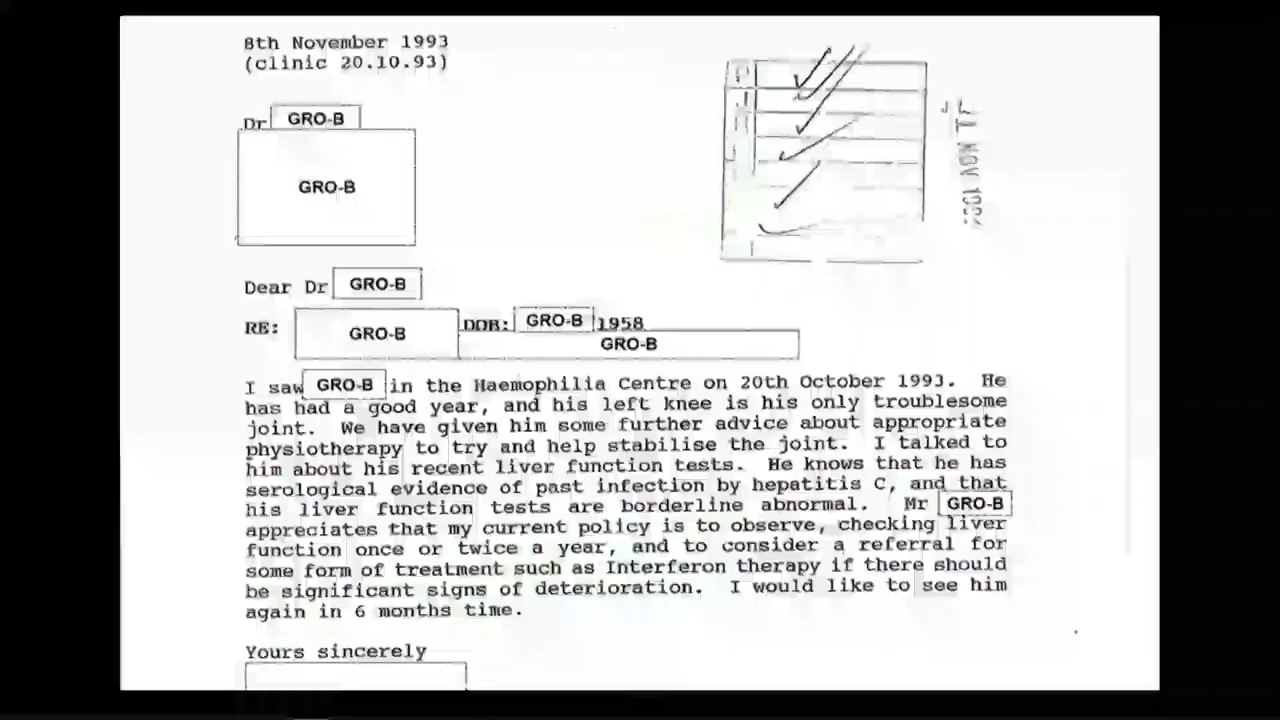 8th November 1993
(clinic 20.10.93)
Dr GRO-B
GRO-B
Dear Dr GRO-B
RE: GRO-B DOB: GRO-B 1958
GRO-B
I saw GRO-B in the Haemophilia Centre on 20th October 1993. He
has had a good year, and his left knee is his only troublesome
joint. We have given him some further advice about appropriate
physiotherapy to try and help stabilise the joint. I talked to
him about his recent liver function tests. He knows that he has
serological evidence of past infection by hepatitis C, and that
his liver function tests are borderline abnormal. Mr GRO-B
appreciates that my current policy is to observe, checking liver
function once or twice a year, and to consider a referral for
some form of treatment such as Interferon therapy if there should
be significant signs of deterioration. I would like to see him
again in 6 months time.
Yours sincerely